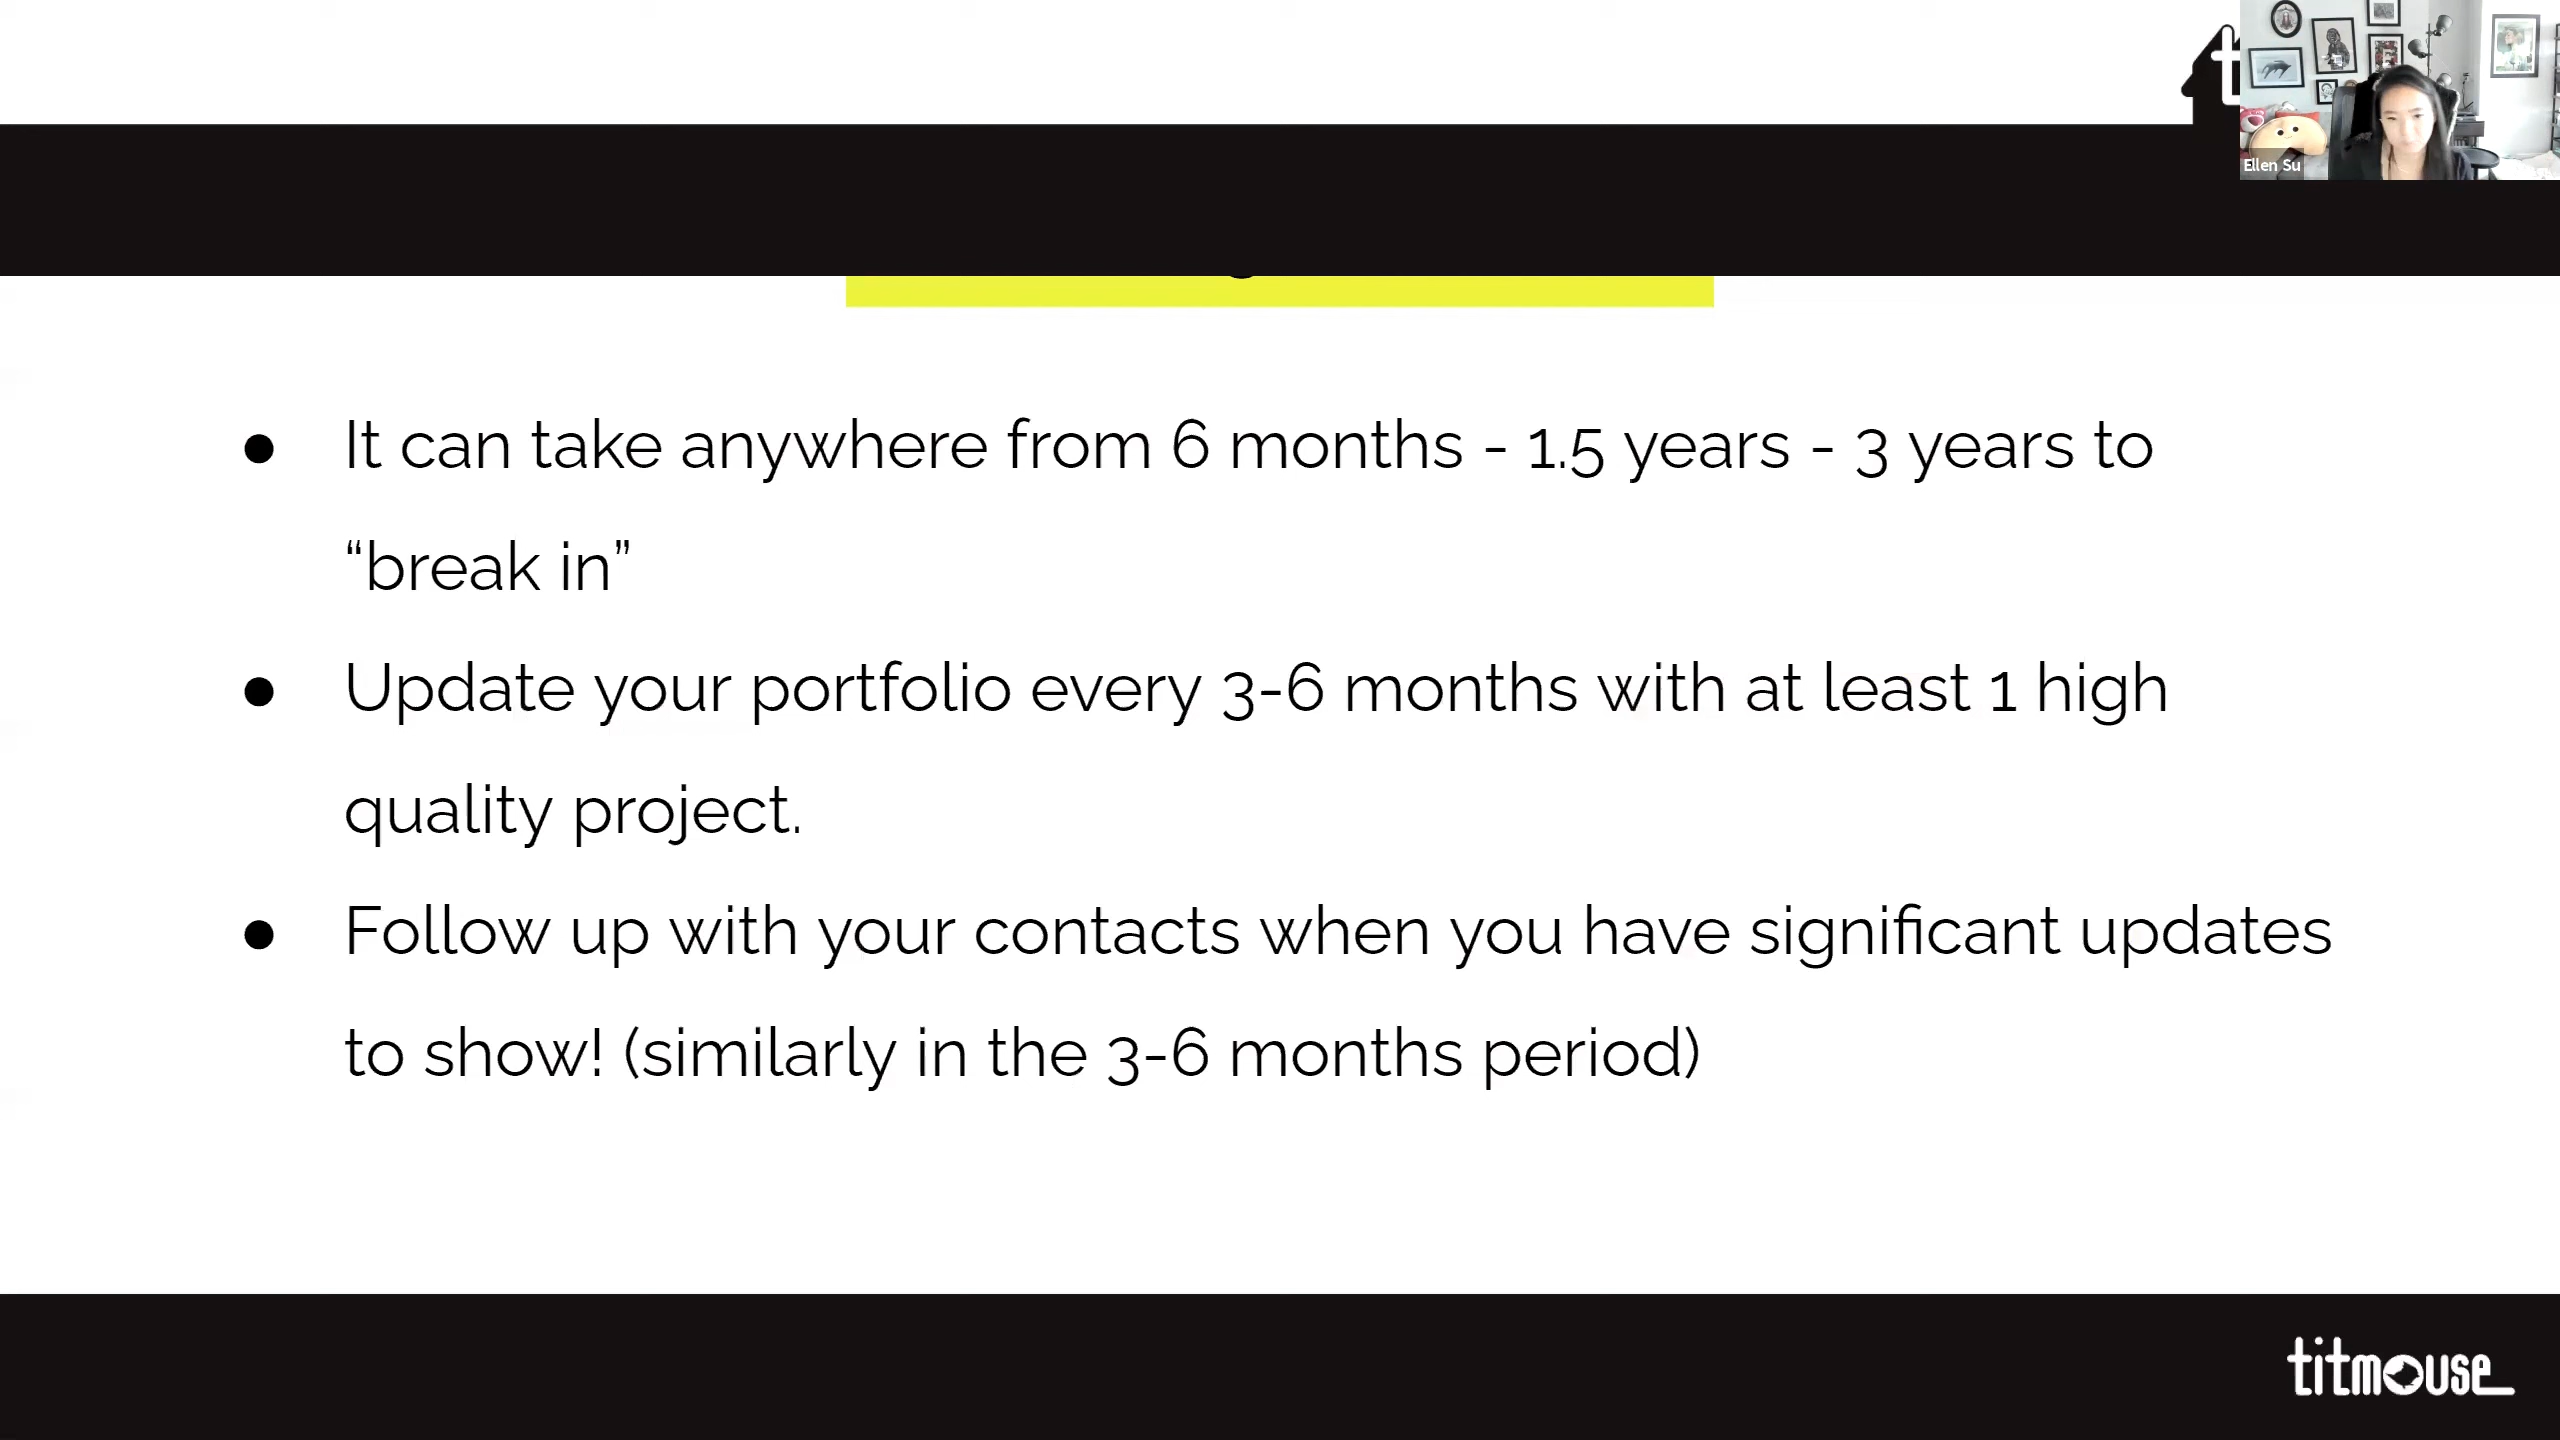 t
Ellen Su
● It can take anywhere from 6 months - 1.5 years - 3 years to
“break in”
● Update your portfolio every 3-6 months with at least 1 high
quality project.
● Follow up with your contacts when you have significant updates
to show! (similarly in the 3-6 months period)
titmouse